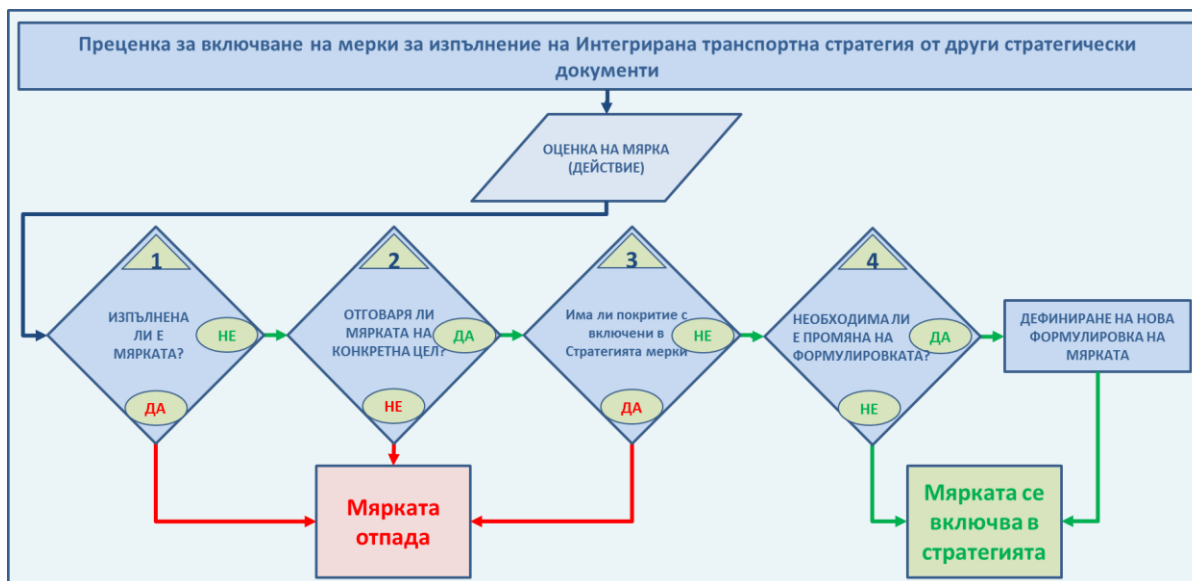 Преценка за включване на мерки за изпълнение на Интегрирана транспортна стратегия от други стратегически
документи
ОЦЕНКА НА МЯРКА
(ДЕЙСТВИЕ)
1
ИЗПЪЛНЕНА
ЛИ Е
МЯРКАТА?
НЕ
ДА
2
ОТГОВАРЯ ЛИ
МЯРКАТА НА
КОНКРЕТНА ЦЕЛ?
ДА
НЕ
3
Има ли покритие с
включени в
Стратегията мерки
НЕ
ДА
4
НЕОБХОДИМА ЛИ
Е ПРОМЯНА НА
ФОРМУЛИРОВКАТА?
ДА
НЕ
ДЕФИНИРАНЕ НА НОВА
ФОРМУЛИРОВКА НА
МЯРКАТА
Мярката
отпада
Мярката се
включва в
стратегията